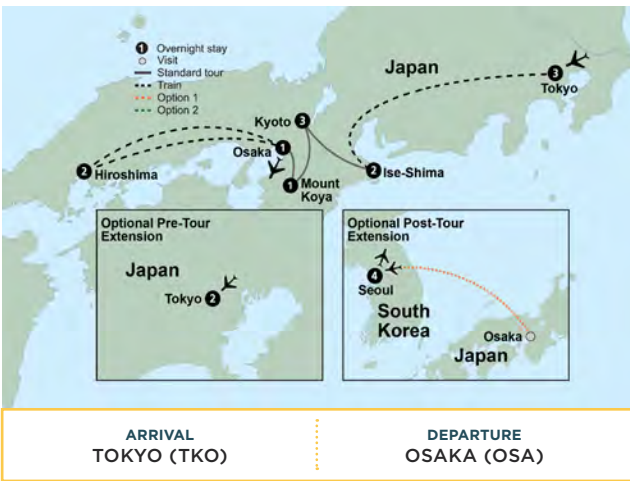 1 Overnight stay
Visit
Standard tour
Train
Option 1
Option 2
Japan
3
Tokyo
Kyoto 3
Osaka 1
2 Hiroshima
2 Ise-Shima
1 Mount
Koya
Optional Pre-Tour
Extension
Japan
Tokyo 2
Optional Post-Tour
Extension
4
Seoul
South
Korea
Osaka
Japan
ARRIVAL
TOKYO (TKO)
DEPARTURE
OSAKA (OSA)